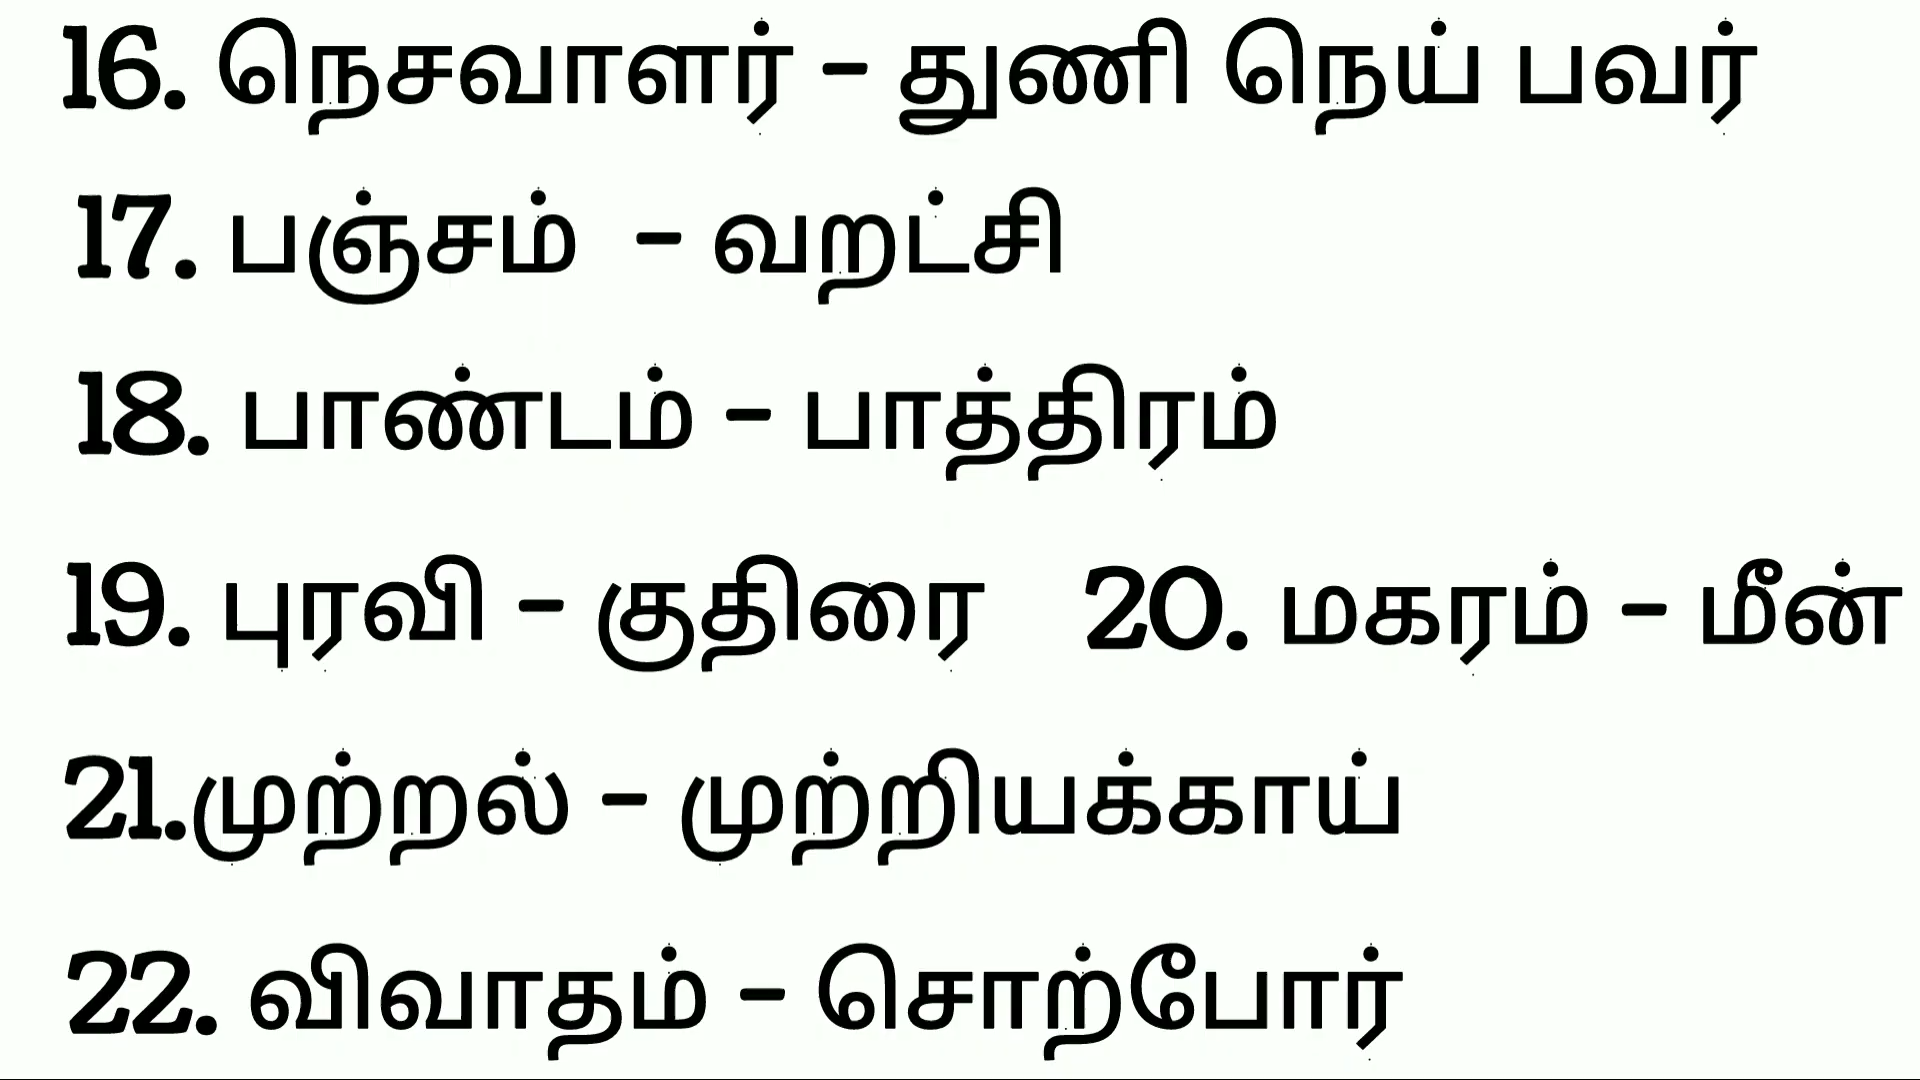 16. நெசவாளர் - துணி நெய் பவர்
17. பஞ்சம் - வறட்சி
18. பாண்டம் - பாத்திரம்
19. புரவி - குதிரை 20. மகரம் - மீன்
21.முற்றல் - முற்றியக்காய்
22. விவாதம் - சொற்போர்